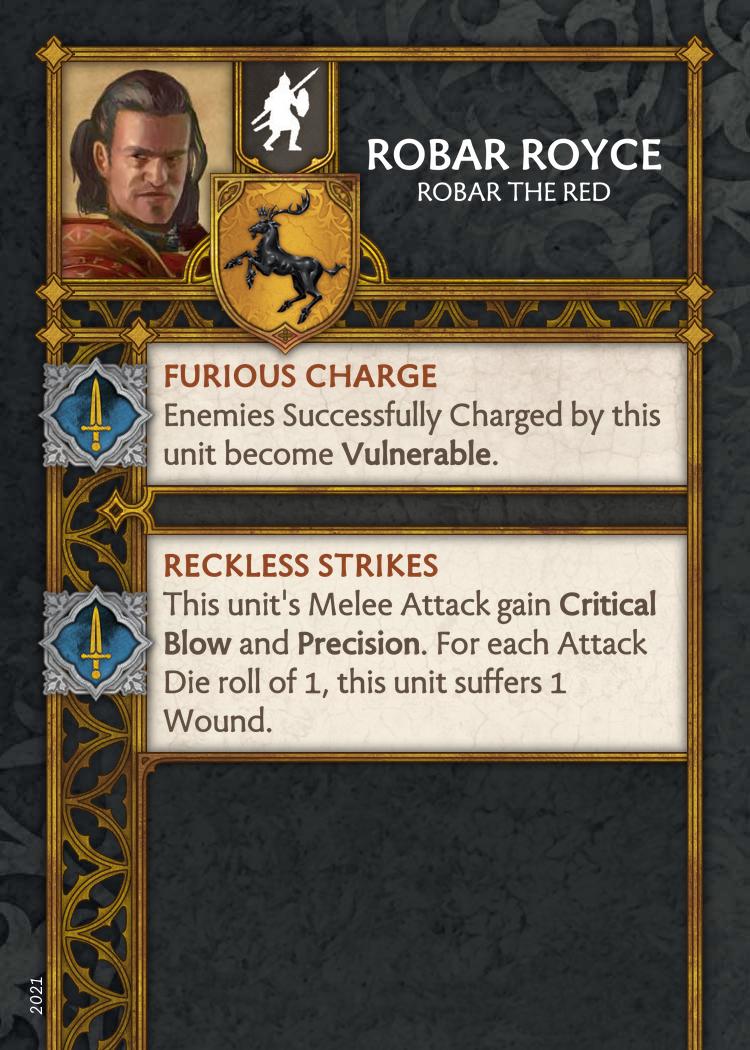 ROBAR ROYCE
ROBAR THE RED
FURIOUS CHARGE
Enemies Successfully Charged by this
unit become Vulnerable.
RECKLESS STRIKES
This unit's Melee Attack gain Critical
Blow and Precision. For each Attack
Die roll of 1, this unit suffers 1
Wound.
2021